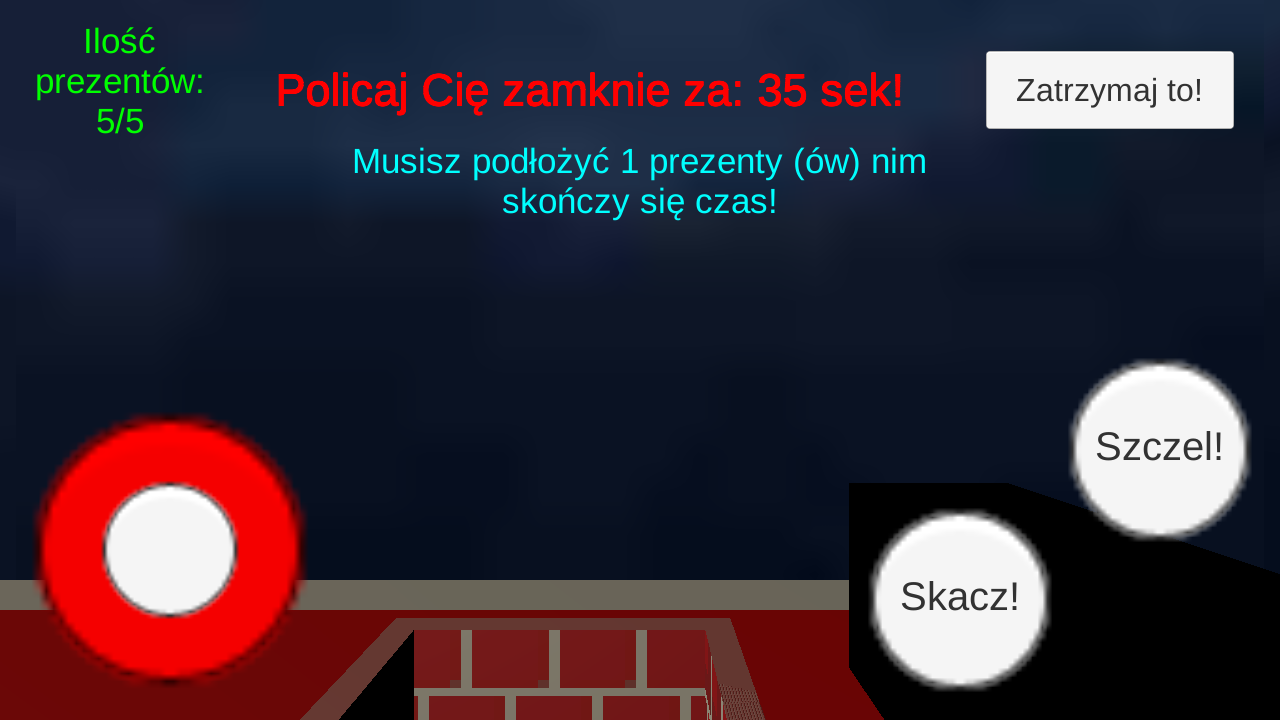 Ilość
prezentów:
5/5
Policaj Cię zamknie za: 35 sek!
Zatrzymaj to!
Musisz podłożyć 1 prezenty (ów) nim
skończy się czas!
Szczel!
Skacz!